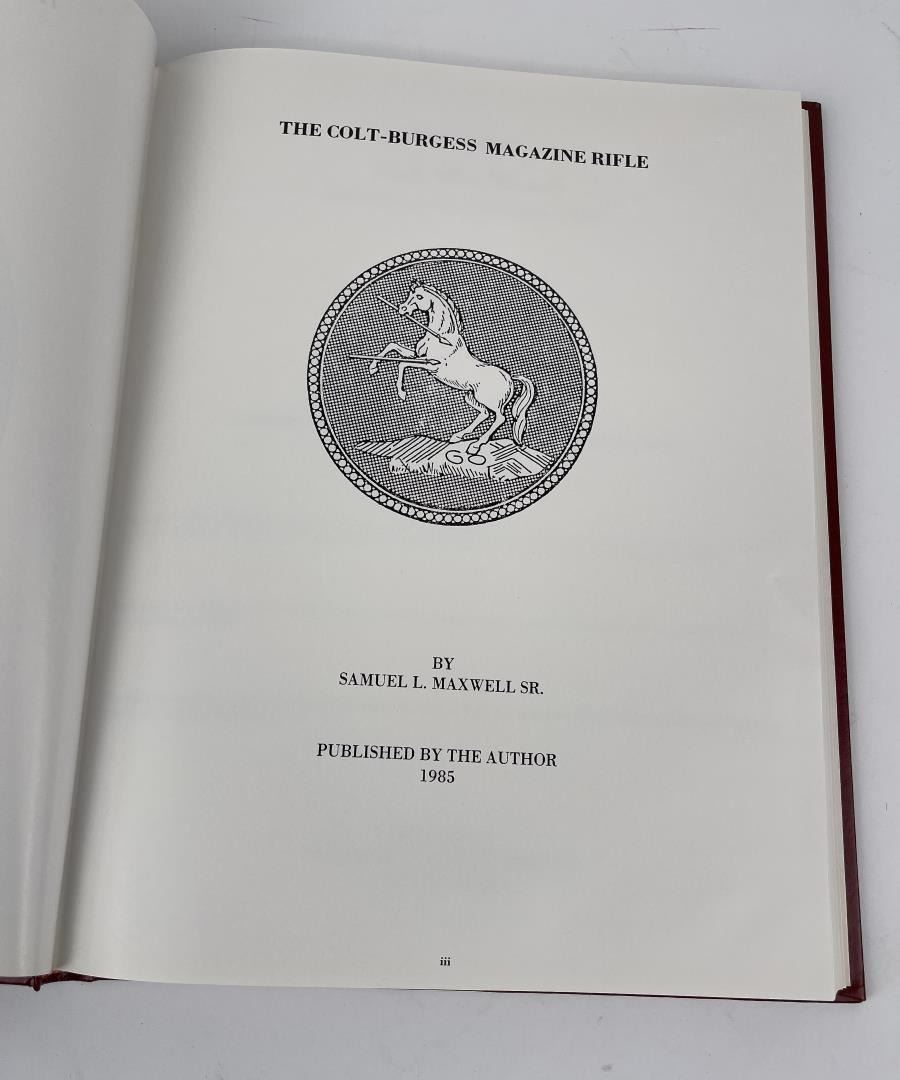 THE COLT-BURGESS MAGAZINE RIFLE
BY
SAMUEL L. MAXWELL SR.
PUBLISHED BY THE AUTHOR
1985
iii